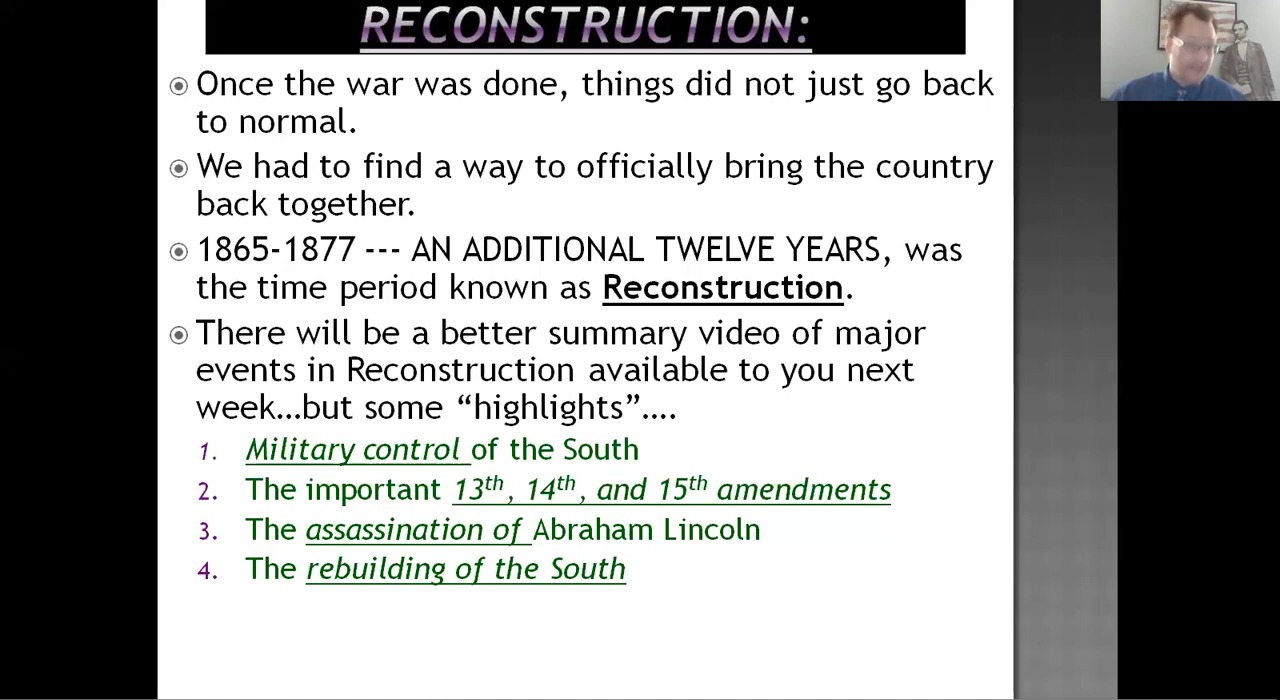 RECONSTRUCTION:
Once the war was done, things did not just go back
to normal.
We had to find a way to officially bring the country
back together.
1865-1877 --- AN ADDITIONAL TWELVE YEARS, was
the time period known as Reconstruction.
There will be a better summary video of major
events in Reconstruction available to you next
week…but some “highlights”….
1. Military control of the South
2. The important 13th, 14th, and 15th amendments
3. The assassination of Abraham Lincoln
4. The rebuilding of the South